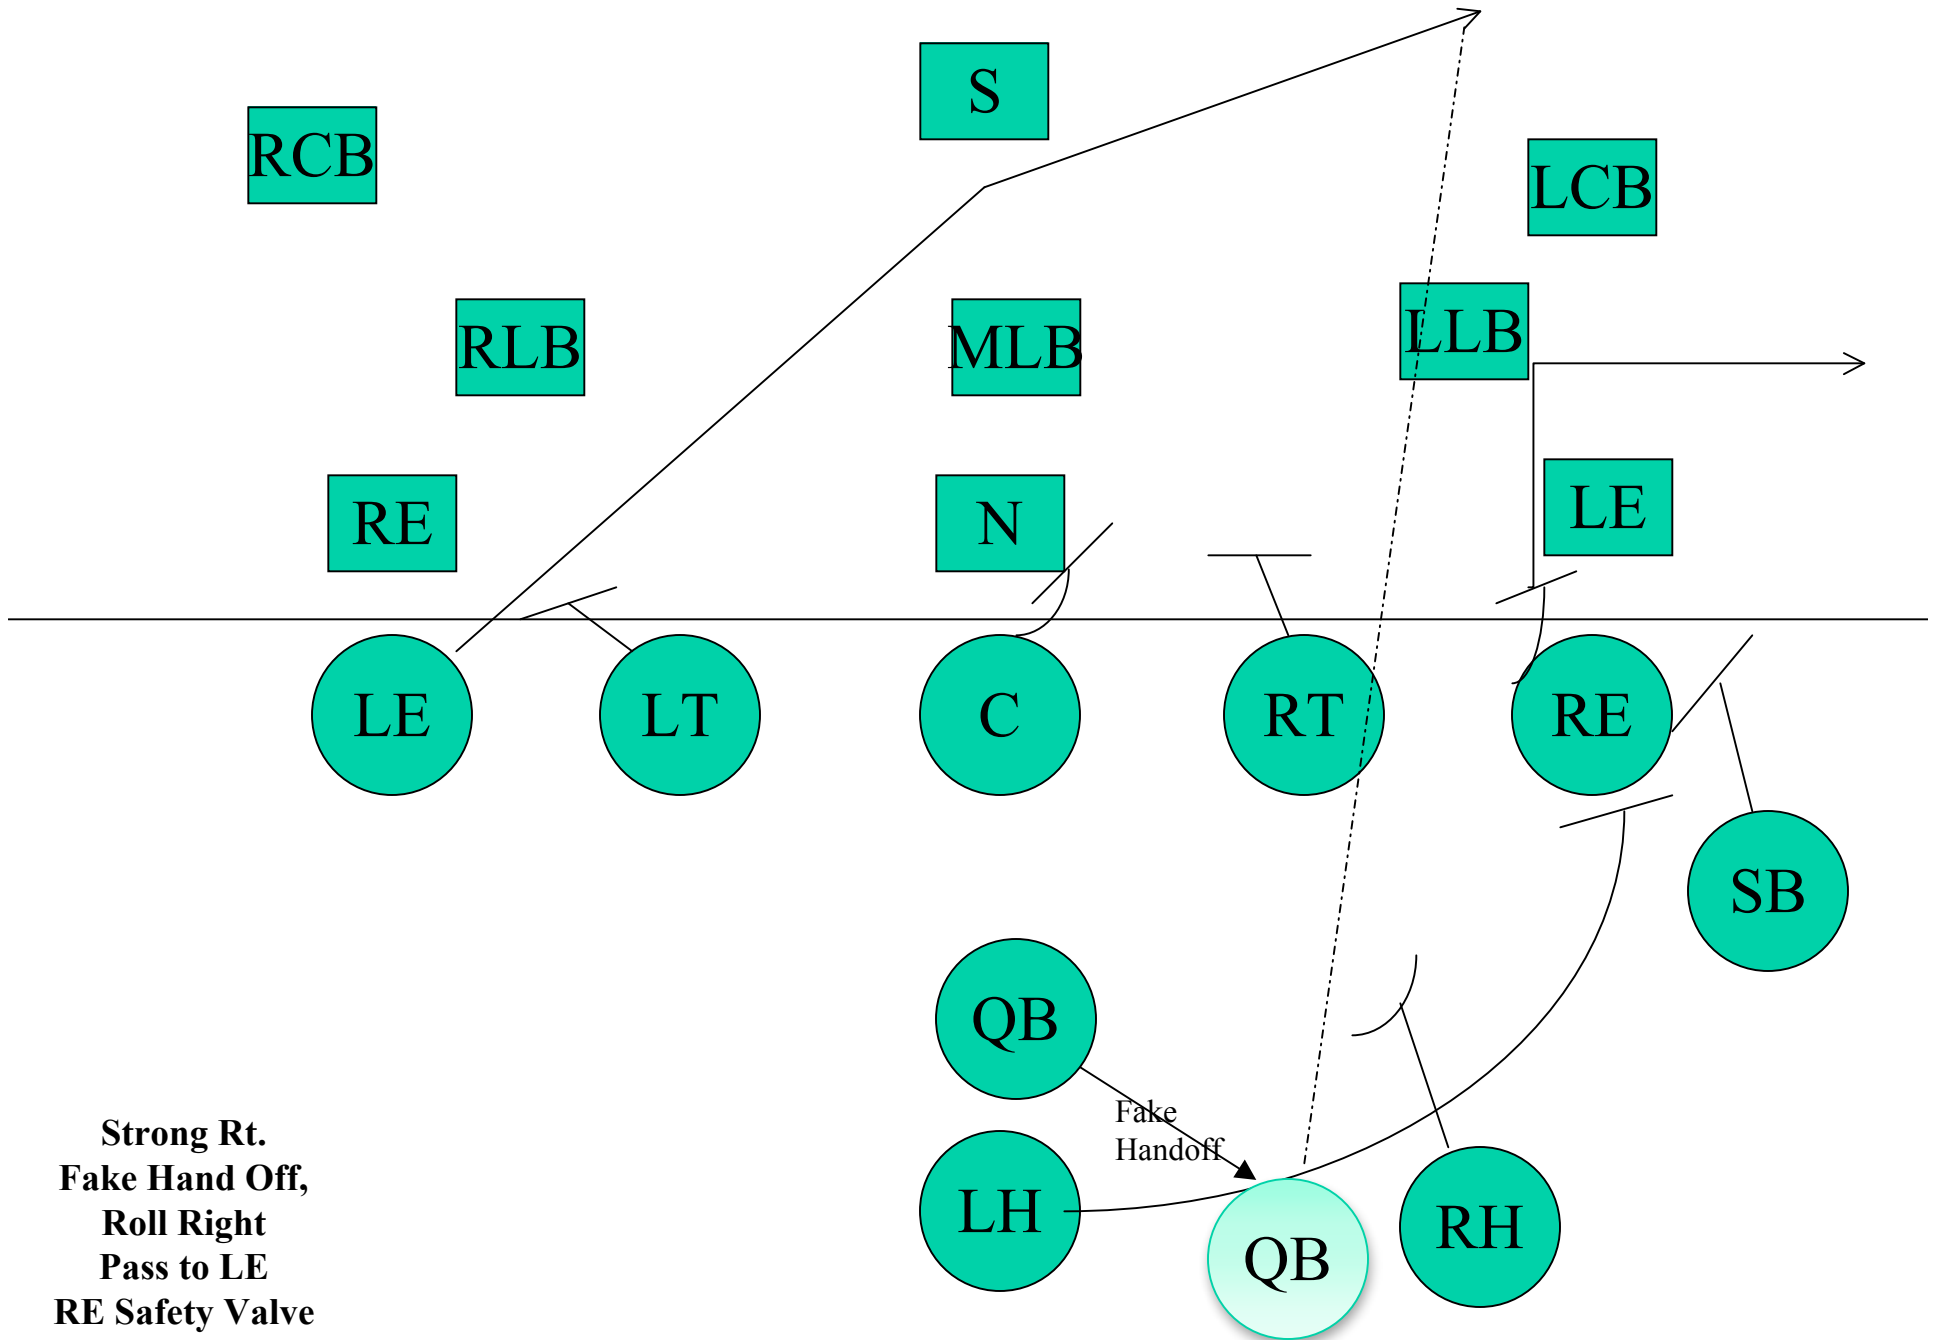 S
RCB
LCB
RLB
MLB
LLB
RE
N
LE
LE
LT
C
RT
RE
SB
QB
Fake
Handoff
LH
QB
RH
Strong Rt.
Fake Hand Off,
Roll Right
Pass to LE
RE Safety Valve